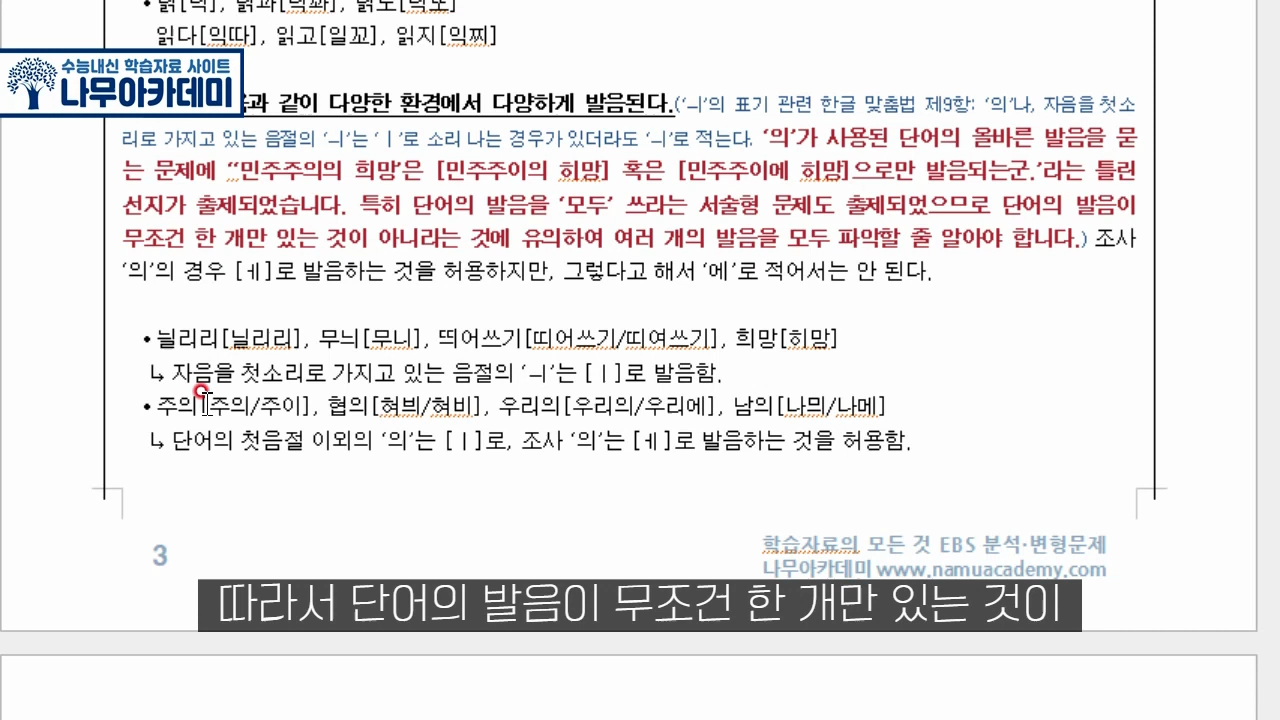 • 닭[닥], 닭과[닥꽈], 닭도[닥또]
읽다[익따], 읽고[일꼬], 읽지[익찌]
수능내신 학습자료 사이트
나무아카데미
과 같이 다양한 환경에서 다양하게 발음된다.(‘ㅢ’의 표기 관련 한글 맞춤법 제9항: ‘의’나, 자음을 첫소
리로 가지고 있는 음절의 ‘ㅢ’는 ‘ㅣ’로 소리 나는 경우가 있더라도 ‘ㅢ’로 적는다. ‘의’가 사용된 단어의 올바른 발음을 묻
는 문제에 “‘민주주의의 희망’은 [민주주이의 히망] 혹은 [민주주이에 히망]으로만 발음되는군.’라는 틀린
선지가 출제되었습니다. 특히 단어의 발음을 ‘모두’ 쓰라는 서술형 문제도 출제되었으므로 단어의 발음이
무조건 한 개만 있는 것이 아니라는 것에 유의하여 여러 개의 발음을 모두 파악할 줄 알아야 합니다.) 조사
‘의’의 경우 [ㅔ]로 발음하는 것을 허용하지만, 그렇다고 해서 ‘에’로 적어서는 안 된다.
• 닐리리[닐리리], 무늬[무니], 띄어쓰기[띠어쓰기/띠여쓰기], 희망[히망]
↳ 자음을 첫소리로 가지고 있는 음절의 ‘ㅢ’는 [ㅣ]로 발음함.
• 주의[주의/주이], 협의[혀븨/혀비], 우리의[우리의/우리에], 남의[나믜/나메]
↳ 단어의 첫음절 이외의 ‘의’는 [ㅣ]로, 조사 ‘의’는 [ㅔ]로 발음하는 것을 허용함.
3
학습자료의 모든 것 EBS 분석·변형문제
나무아카데미 www.namuacademy.com
따라서 단어의 발음이 무조건 한 개만 있는 것이